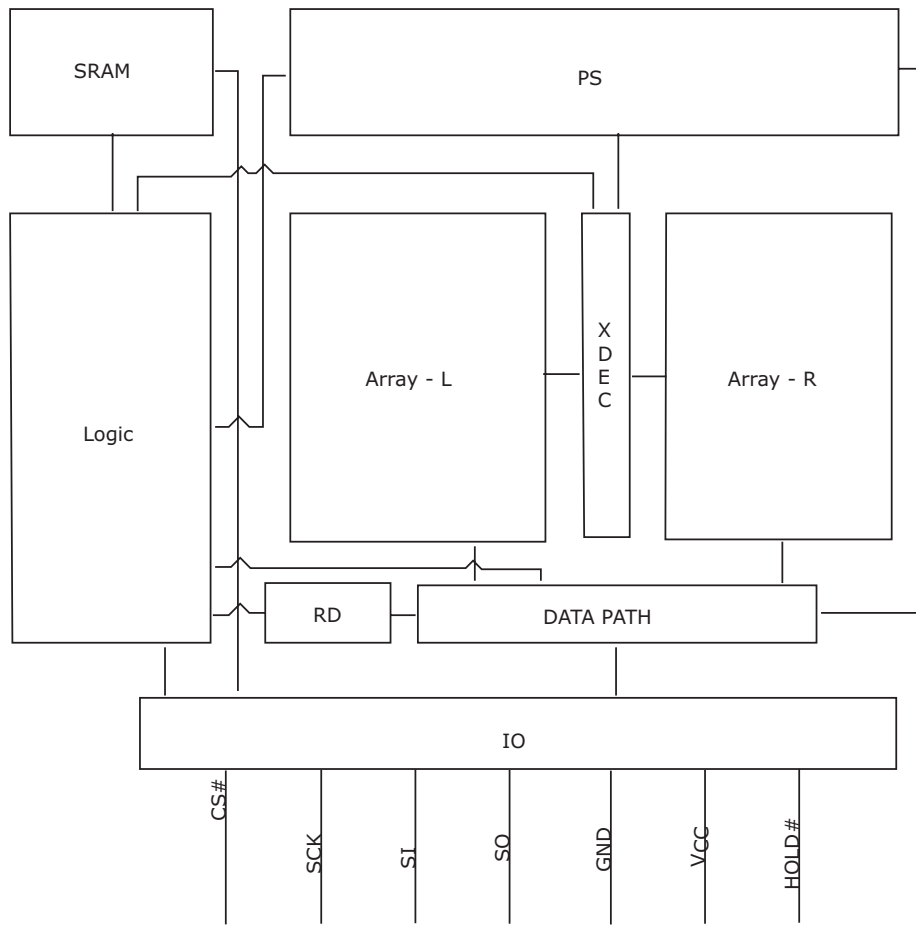 SRAM
PS
X
D
E
C
Array - L
Array - R
Logic
RD
DATA PATH
IO
CS#
SCK
SI
SO
GND
VCC
HOLD#